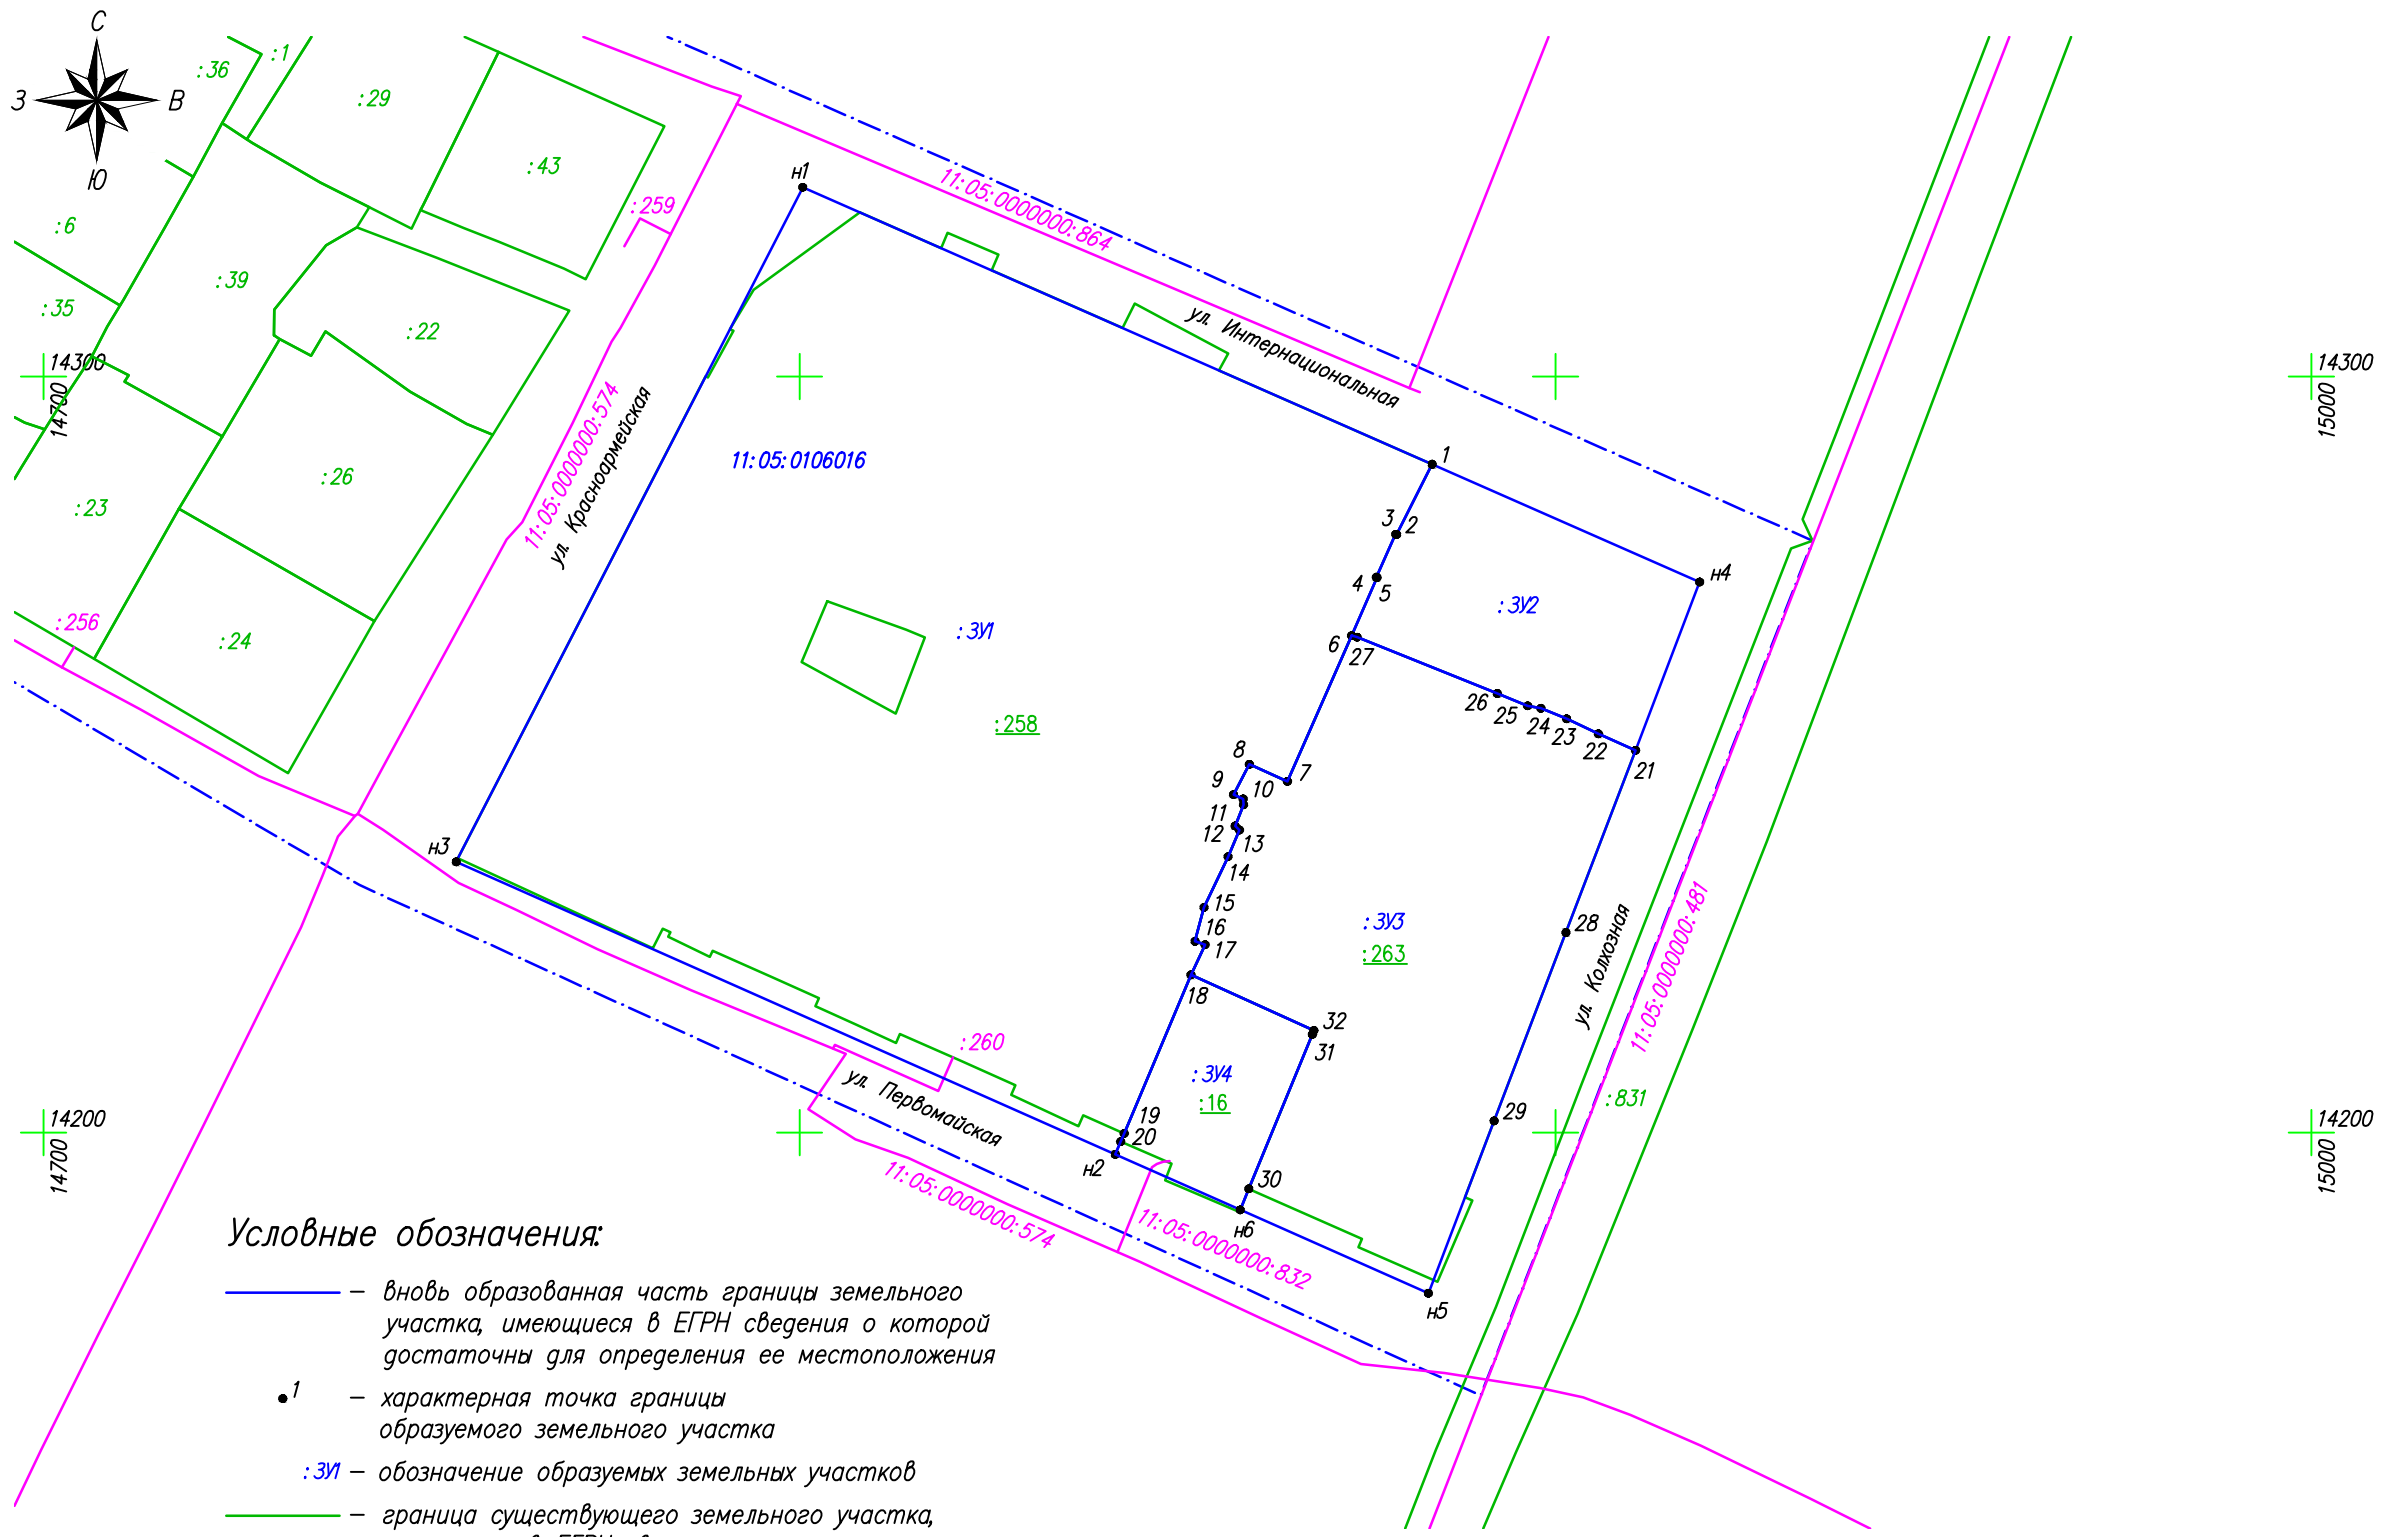 С
З
В
Ю
:36
:1
:29
:43
:259
:6
:39
:35
:22
14300
14700
:26
:23
:256
:24
н1
11:05:0000000:864
ул. Интернациональная
14300
15000
11:05:0000000:574
ул. Красноармейская
11:05:0106016
1
3
2
4
5
н4
:ЗУ2
:ЗУ1
6
27
:258
26
25
24
23
22
21
8
7
9
10
11
12
13
14
15
16
17
18
:ЗУ3
:263
28
ул. Колхозная
11:05:0000000:481
н3
:260
32
31
:ЗУ4
:16
ул. Первомайская
19
20
29
:831
14200
14700
14200
15000
н2
30
н6
11:05:0000000:574
11:05:0000000:832
н5
Условные обозначения:
– вновь образованная часть границы земельного
участка, имеющиеся в ЕГРН сведения о которой
достаточны для определения ее местоположения
1 – характерная точка границы
образуемого земельного участка
:ЗУ1 – обозначение образуемых земельных участков
– граница существующего земельного участка,